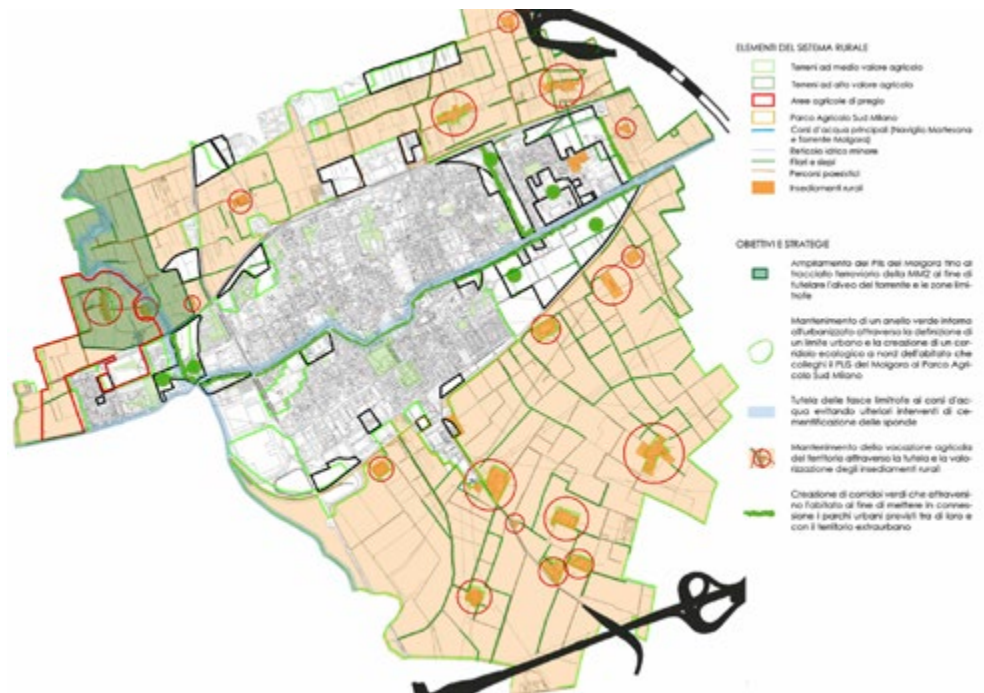 ELEMENTI DEL SISTEMA RURALE
Terreni ad medio valore agricolo
Terreni ad alto valore agricolo
Aree agricole di pregio
Parco Agricolo Sud Milano
Corsi d'acqua principali (Naviglio Martesana
e Torrente Molgora)
Reticolo idrico minore
Filari e siepi
Percorsi paesistici
Insediamenti rurali
OBIETTIVI E STRATEGIE
Ampliamento del Plis del Molgora fino al
tracciato ferroviario della MM2 al fine di
tutelare l'alveo del torrente e le zone limi-
trofe
Mantenimento di un anello verde intorno
all'urbanizzato attraverso la definizione di
un limite urbano e la creazione di un cor-
ridoio ecologico a nord dell'abitato che
colleghi il PLIS del Molgora al Parco Agri-
colo Sud Milano
Tutela delle fasce limitrofe ai corsi d'ac-
qua evitando ulteriori interventi di ce-
mentificazione delle sponde
Mantenimento della vocazione agricola
del territorio attraverso la tutela e la valo-
rizzazione degli insediamenti rurali
Creazione di corridoi verdi che attraversi-
no l'abitato al fine di mettere in connes-
sione i parchi urbani previsti tra di loro e
con il territorio extraurbano